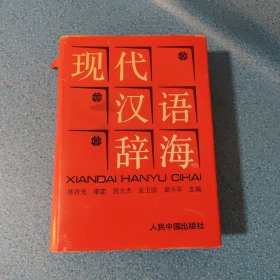 现代
汉语
辞海
XIANDAI HANYU CIHAI
林杏光 审定 倪文杰 张卫国 冀小军 主编
人民中国出版社